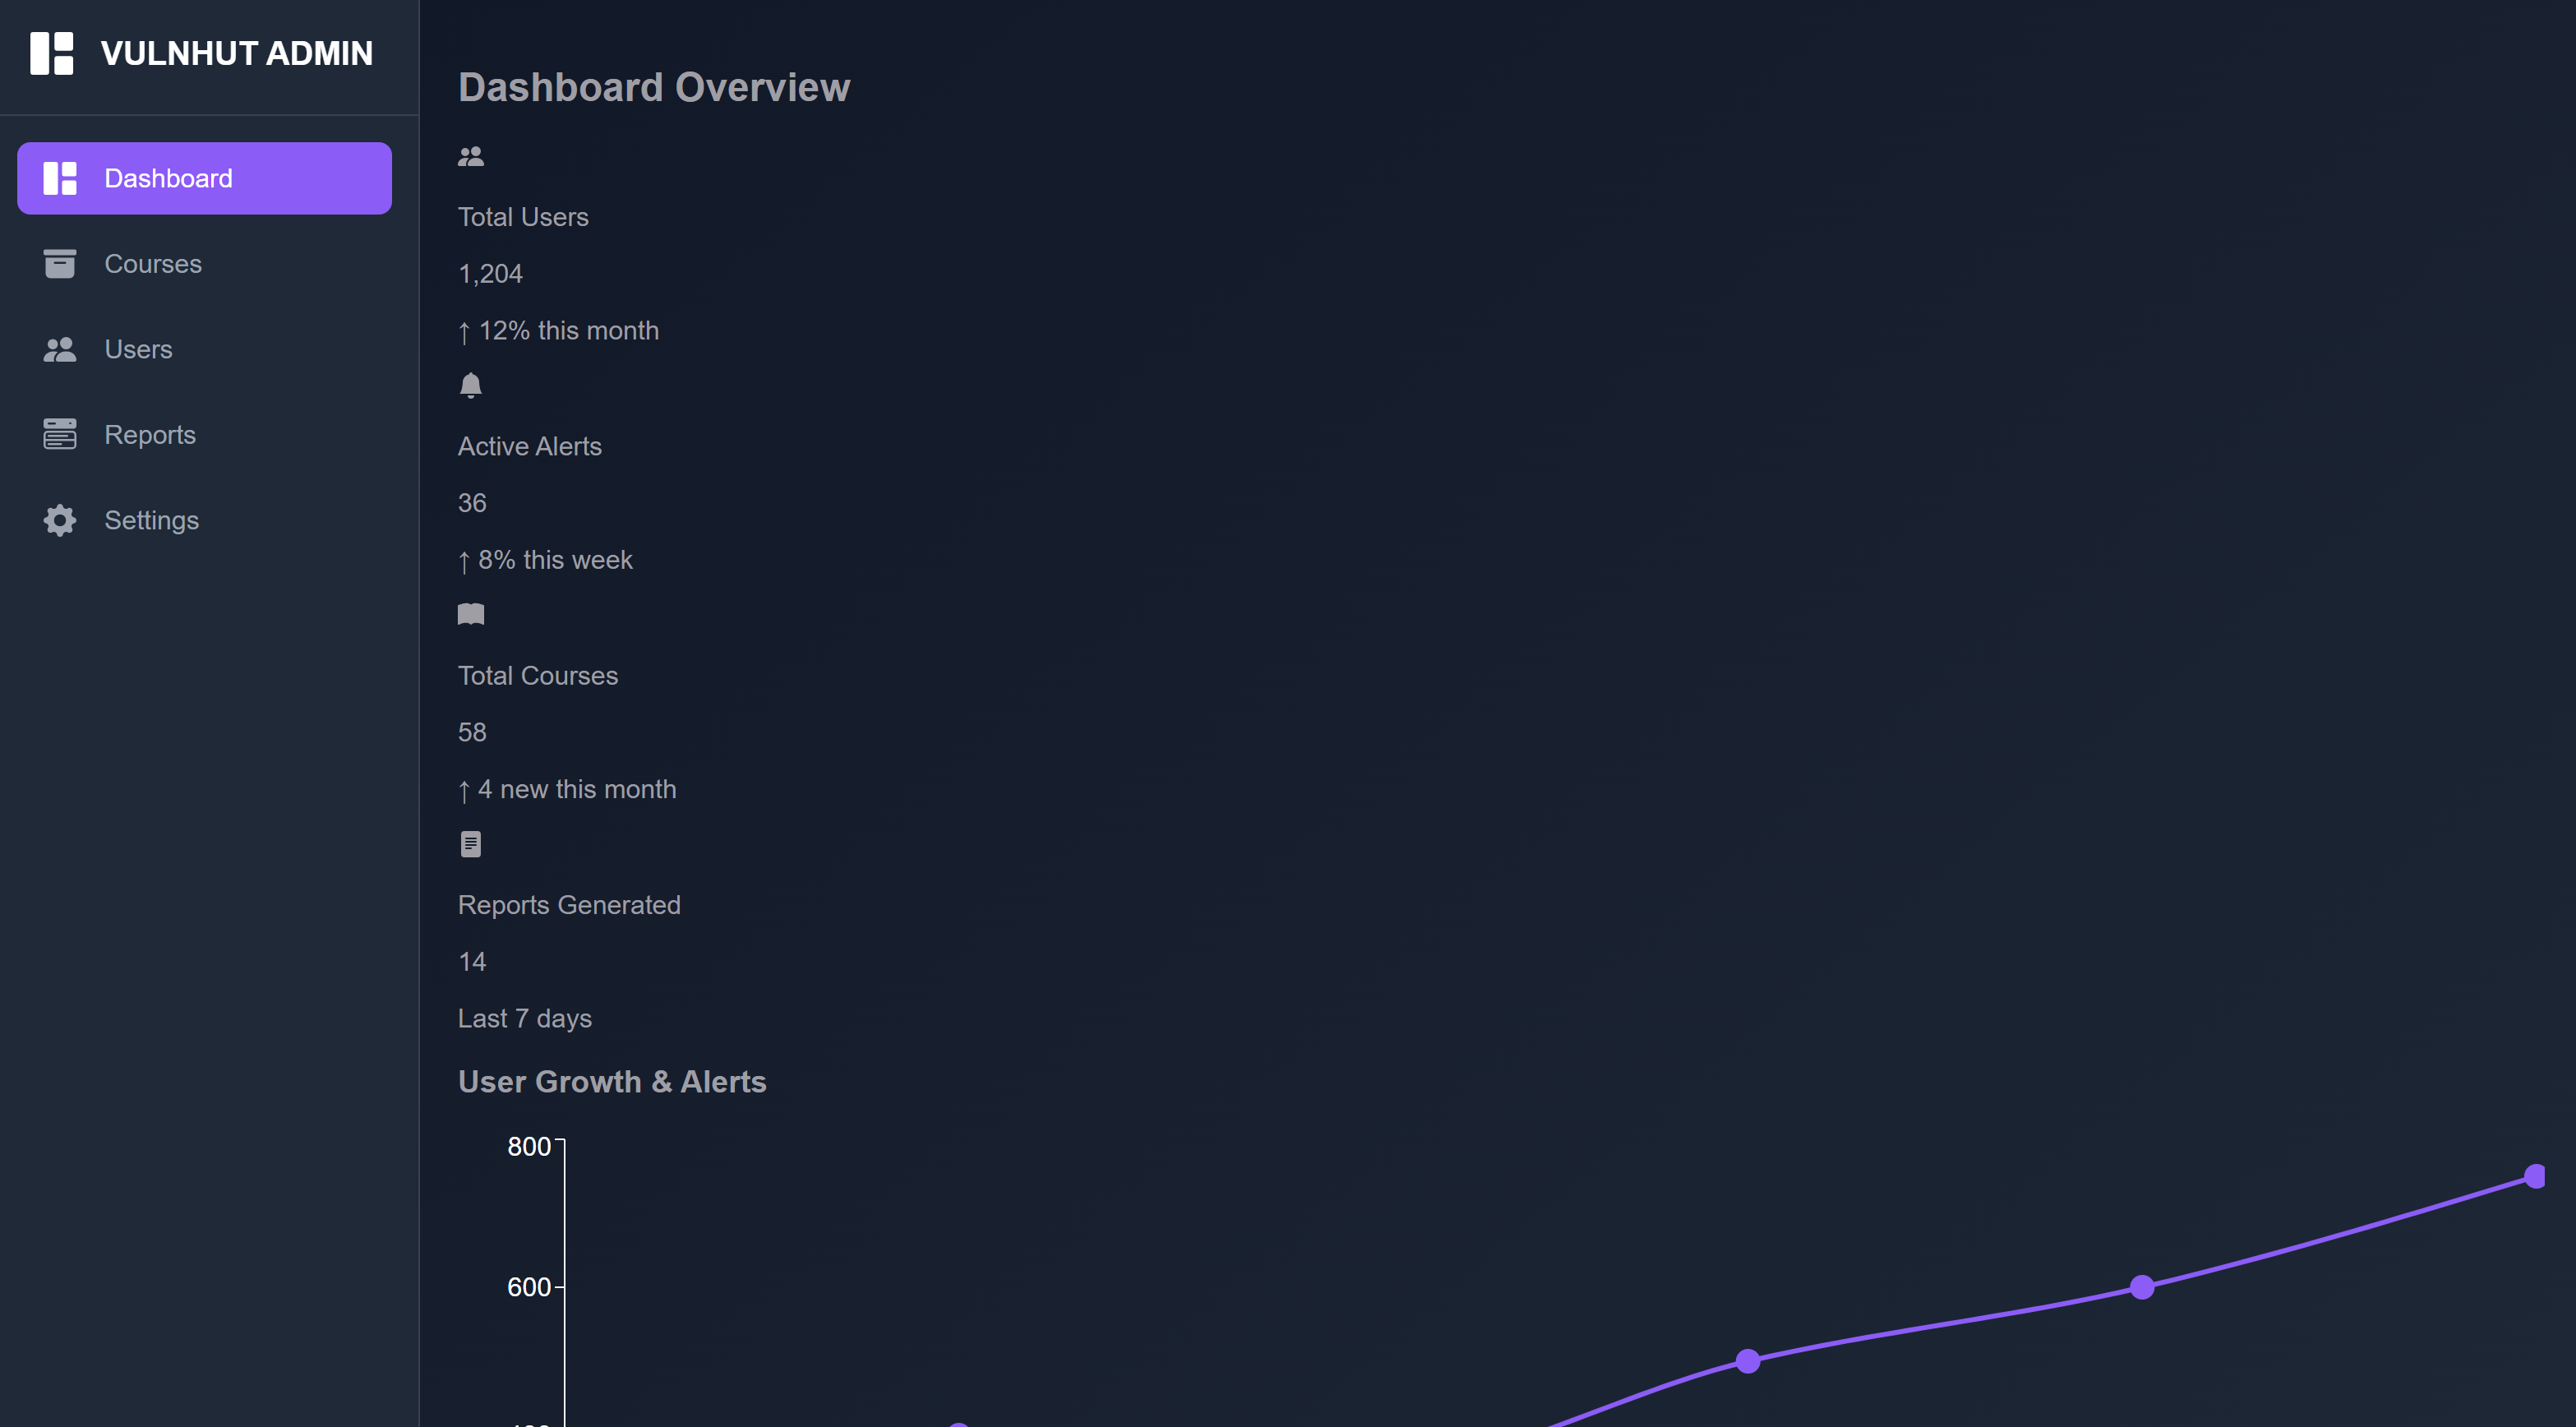 VULNHUT ADMIN
Dashboard
Courses
Users
Reports
Settings
Dashboard Overview
Total Users
1,204
↑ 12% this month
Active Alerts
36
↑ 8% this week
Total Courses
58
↑ 4 new this month
Reports Generated
14
Last 7 days
User Growth & Alerts
800
600